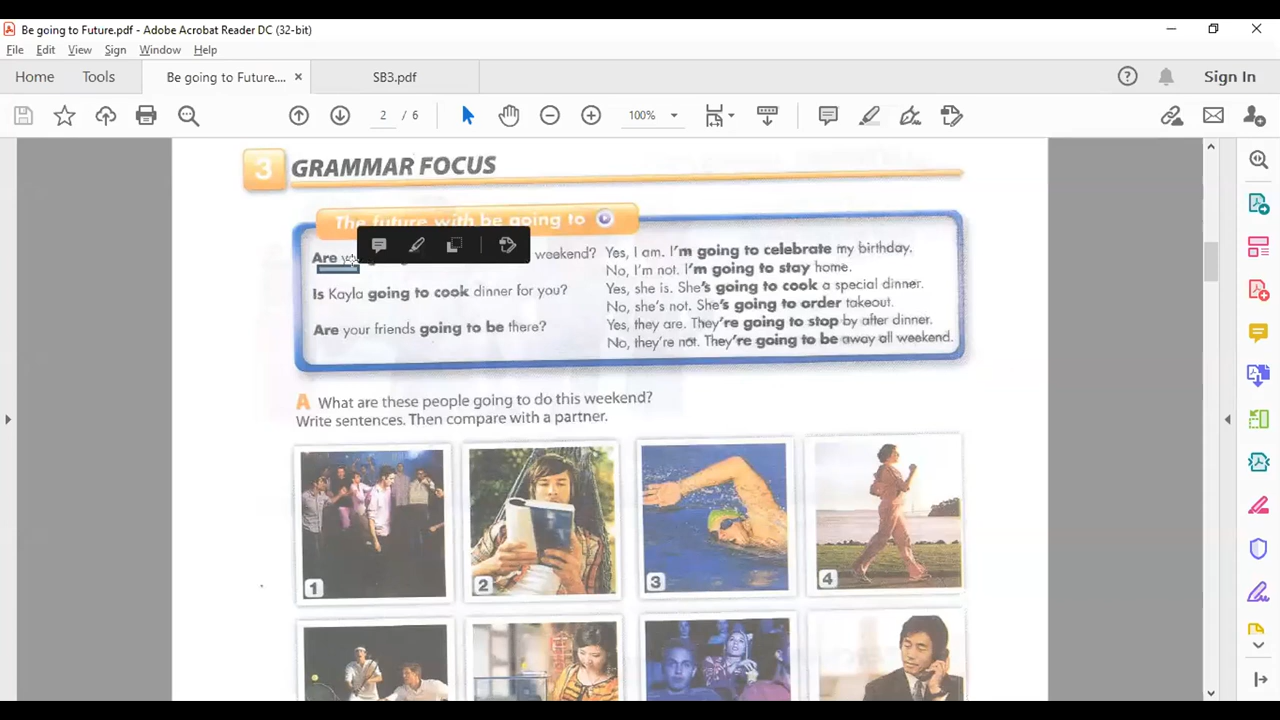 Be going to Future.pdf - Adobe Acrobat Reader DC (32-bit)
File Edit View Sign Window Help
Home Tools Be going to Future.... × SB3.pdf Sign In
2 / 6 100%
3 GRAMMAR FOCUS
The future with be going to
Are weekend? Yes, I am. I'm going to celebrate my birthday.
No, I'm not. I'm going to stay home.
Is Kayla going to cook dinner for you? Yes, she is. She's going to cook a special dinner.
No, she's not. She's going to order takeout.
Are your friends going to be there? Yes, they are. They're going to stop by after dinner.
No, they're not. They're going to be away all weekend.
A What are these people going to do this weekend?
Write sentences. Then compare with a partner.
1 2 3 4